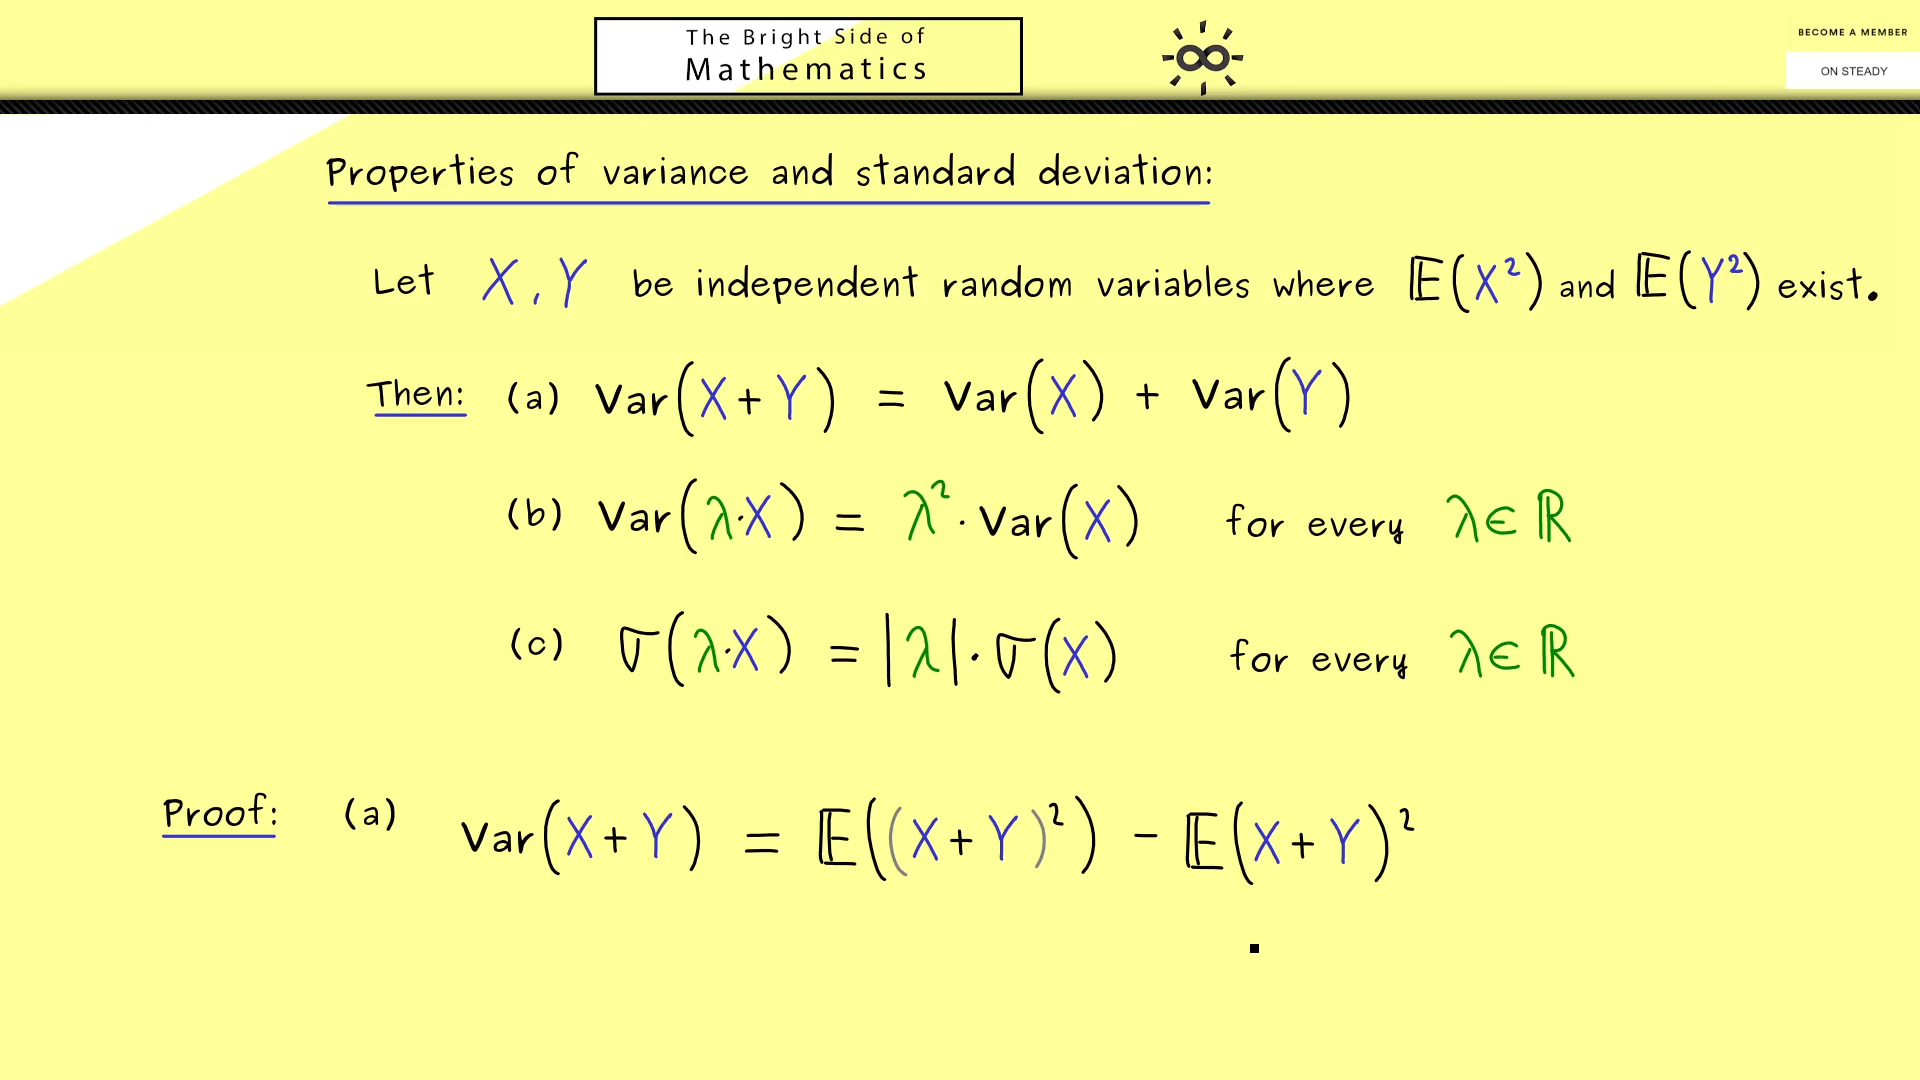 The Bright Side of
Mathematics
BECOME A MEMBER
ON STEADY
Properties of variance and standard deviation:
Let X, Y be independent random variables where 𝔼(X²) and 𝔼(Y²) exist.
Then: (a) Var(X + Y) = Var(X) + Var(Y)
(b) Var(λ·X) = λ² · Var(X) for every λ ∈ ℝ
(c) σ(λ·X) = |λ| · σ(X) for every λ ∈ ℝ
Proof: (a) Var(X + Y) = 𝔼((X + Y)²) − 𝔼(X + Y)²